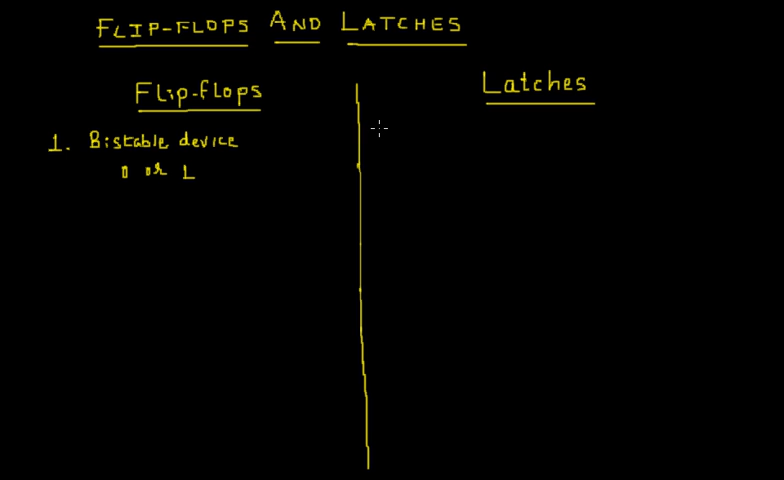 FLIP-FLOPS AND LATCHES
Flip-flops
Latches
1. Bistable device
0 or 1